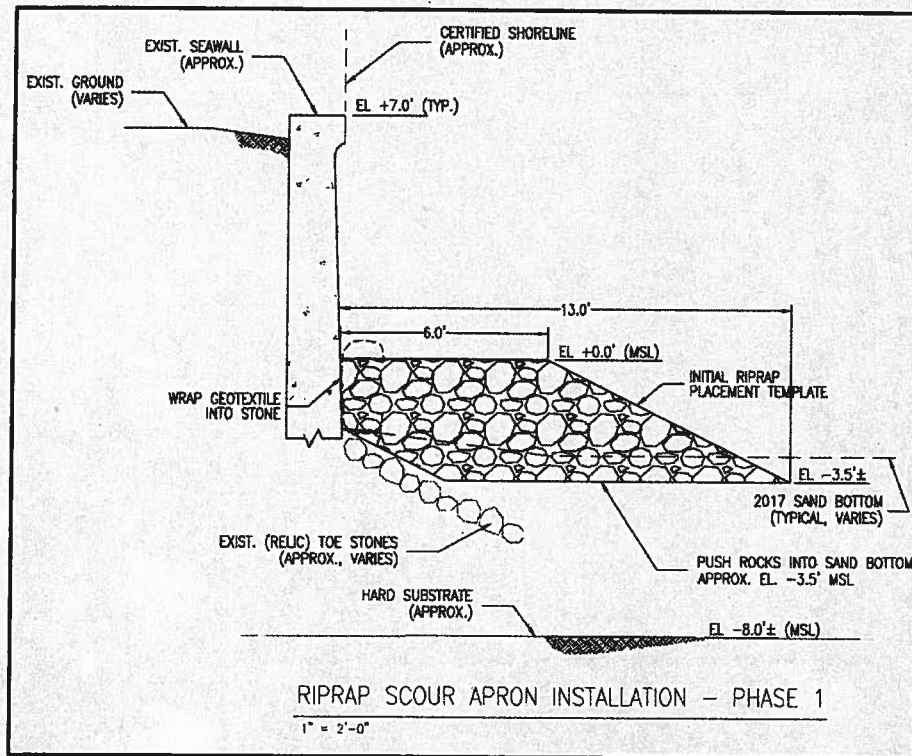 CERTIFIED SHORELINE
(APPROX.)
EXIST. SEAWALL
(APPROX.)
EXIST. GROUND
(VARIES)
EL +7.0' (TYP.)
13.0'
6.0'
EL +0.0' (MSL)
INITIAL RIPRAP
PLACEMENT TEMPLATE
WRAP GEOTEXTILE
INTO STONE
EL -3.5'±
2017 SAND BOTTOM
(TYPICAL, VARIES)
EXIST. (RELIC) TOE STONES
(APPROX., VARIES)
PUSH ROCKS INTO SAND BOTTOM
APPROX. EL. -3.5' MSL
HARD SUBSTRATE
(APPROX.)
EL -8.0'± (MSL)
RIPRAP SCOUR APRON INSTALLATION - PHASE 1
1" = 2'-0"